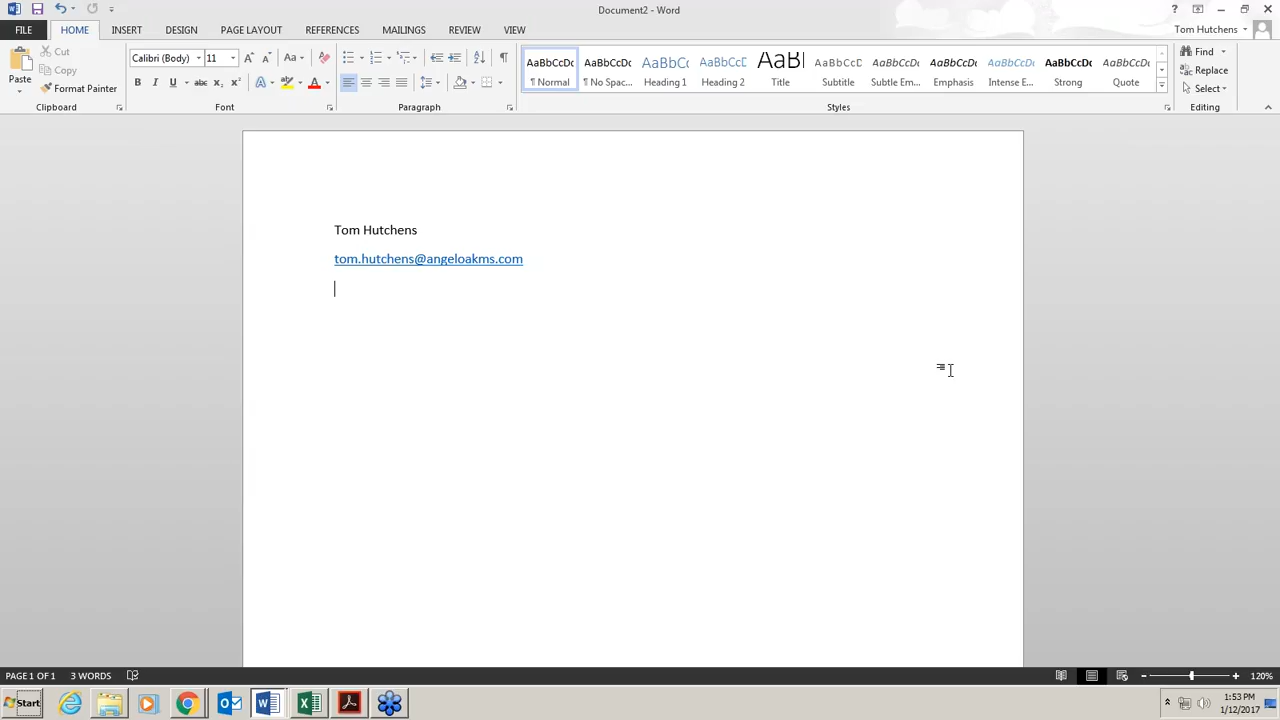 Document2 - Word
FILE HOME INSERT DESIGN PAGE LAYOUT REFERENCES MAILINGS REVIEW VIEW Tom Hutchens
Paste
Cut
Copy
Format Painter
Clipboard
Calibri (Body) 11
Font
Paragraph
AaBbCcDc AaBbCcDc AaBbC AaBbCcD AaB AaBbCcD AaBbCcDc AaBbCcDc AaBbCcDc AaBbCcDc AaBbCcDc
¶ Normal ¶ No Spac... Heading 1 Heading 2 Title Subtitle Subtle Em... Emphasis Intense E... Strong Quote
Styles
Find
Replace
Select
Editing
Tom Hutchens
tom.hutchens@angeloakms.com
PAGE 1 OF 1 3 WORDS 120%
Start
1:53 PM
1/12/2017